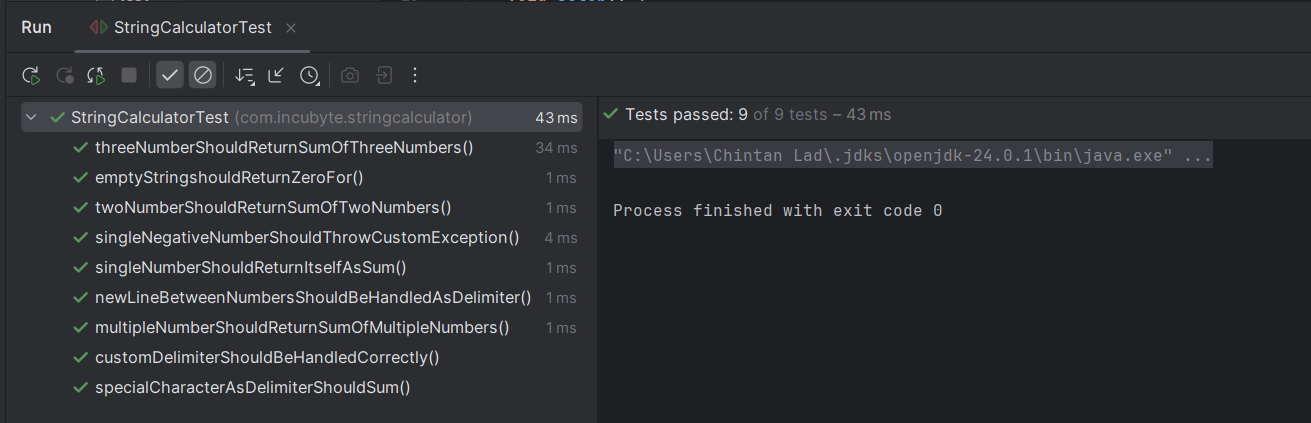 Run StringCalculatorTest
StringCalculatorTest (com.incubyte.stringcalculator) 43 ms
threeNumberShouldReturnSumOfThreeNumbers() 34 ms
emptyStringshouldReturnZeroFor() 1 ms
twoNumberShouldReturnSumOfTwoNumbers() 1 ms
singleNegativeNumberShouldThrowCustomException() 4 ms
singleNumberShouldReturnItselfAsSum() 1 ms
newLineBetweenNumbersShouldBeHandledAsDelimiter() 1 ms
multipleNumberShouldReturnSumOfMultipleNumbers() 1 ms
customDelimiterShouldBeHandledCorrectly()
specialCharacterAsDelimiterShouldSum()
Tests passed: 9 of 9 tests – 43 ms
"C:\Users\Chintan Lad\.jdks\openjdk-24.0.1\bin\java.exe" ...
Process finished with exit code 0